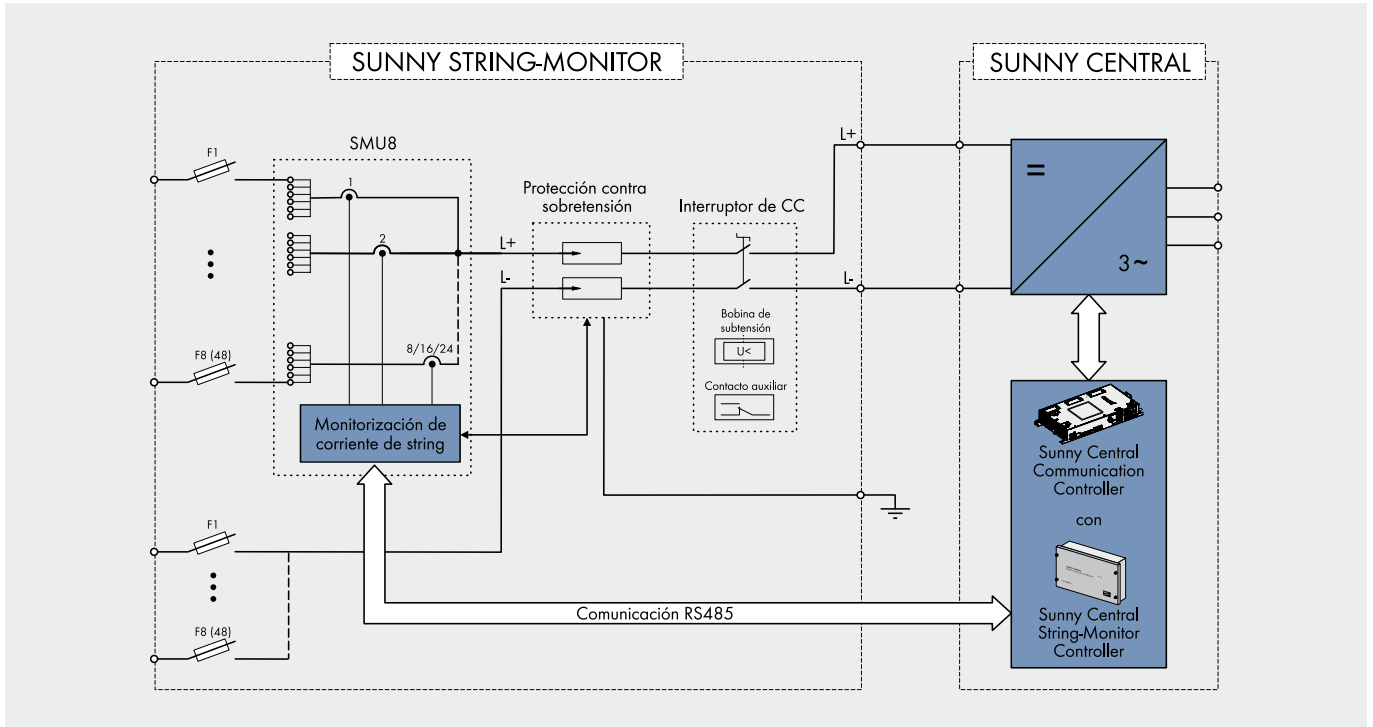 SUNNY STRING-MONITOR
SUNNY CENTRAL
SMU8
F1
1
2
F8 (48)
8/16/24
Monitorización de
corriente de string
Protección contra
sobretensión
Interruptor de CC
L+
L-
L+
L-
Bobina de
subtensión
U<
Contacto auxiliar
=
3~
Sunny Central
Communication
Controller
con
Sunny Central
String-Monitor
Controller
F1
F8 (48)
Comunicación RS485